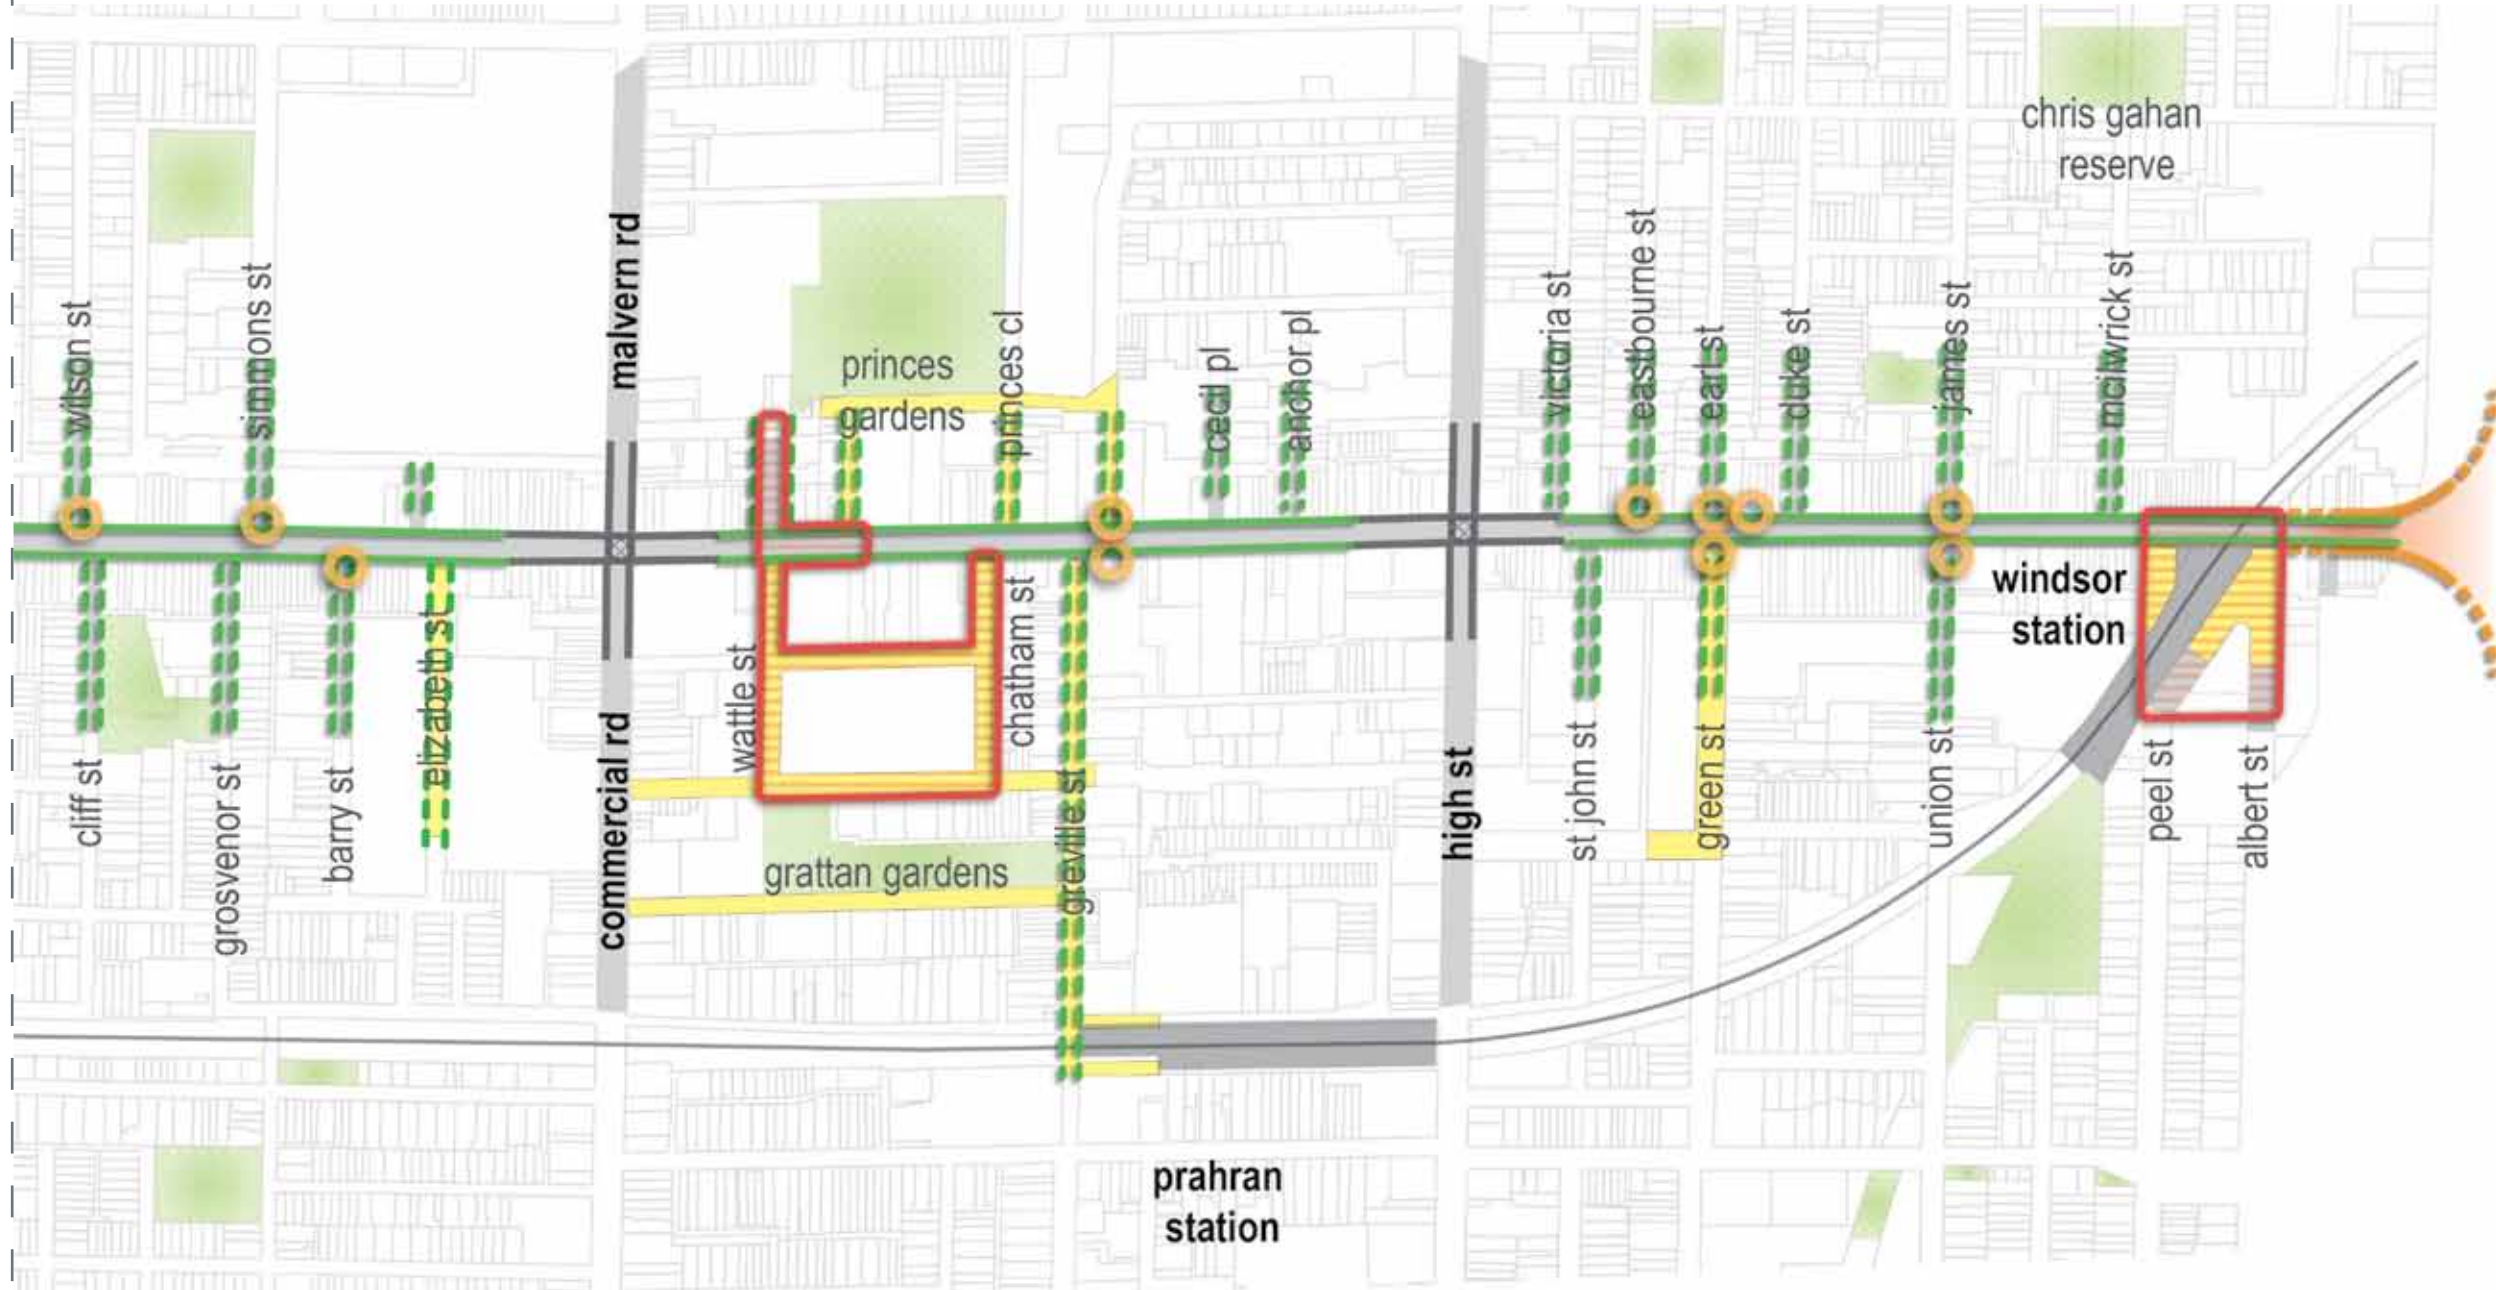 wilson st
simmons st
malvern rd
princes
gardens
princes cl
cecil pl
anchor pl
victoria st
eastbourne st
earl st
duke st
james st
mcilwrick st
chris gahan
reserve
cliff st
grosvenor st
barry st
elizabeth st
commercial rd
wattle st
chatham st
grattan gardens
greville st
high st
st john st
green st
union st
windsor
station
peel st
albert st
prahran
station